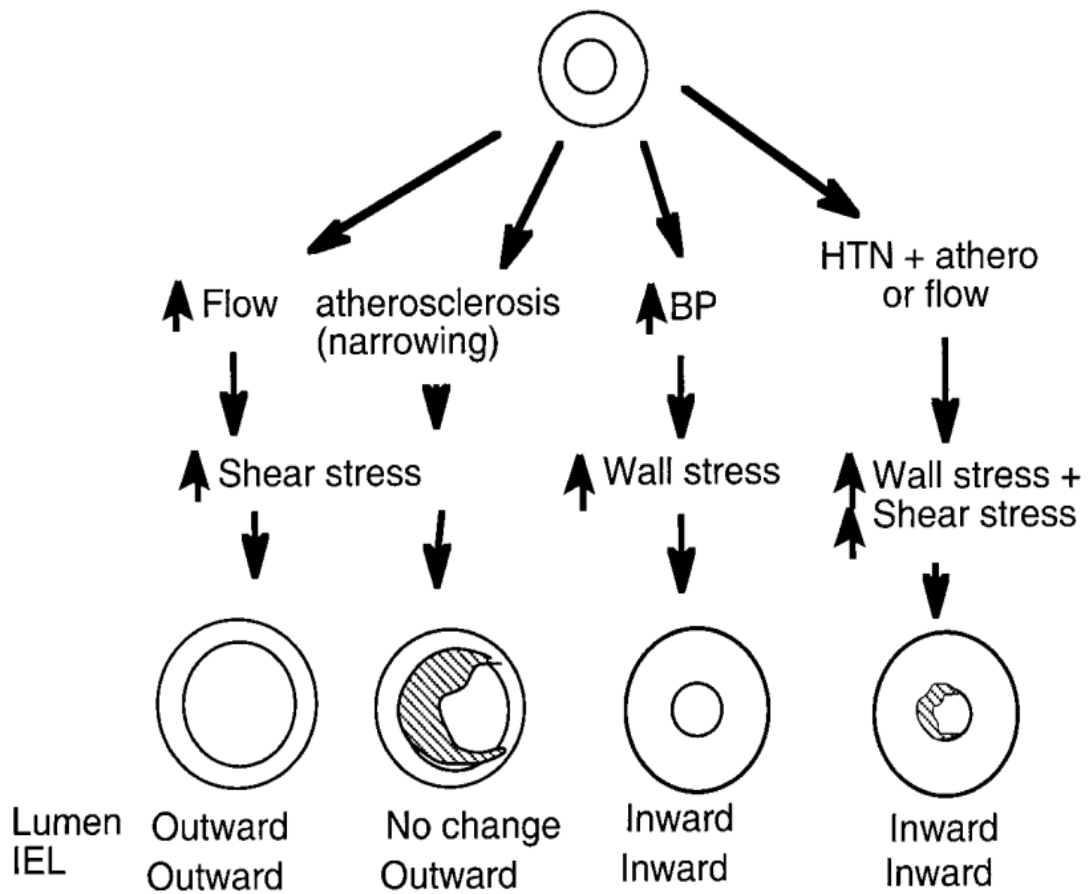 Flow
atherosclerosis
(narrowing)
BP
HTN + athero
or flow
Shear stress
Wall stress
Wall stress +
Shear stress
Lumen Outward No change Inward Inward
IEL Outward Outward Inward Inward